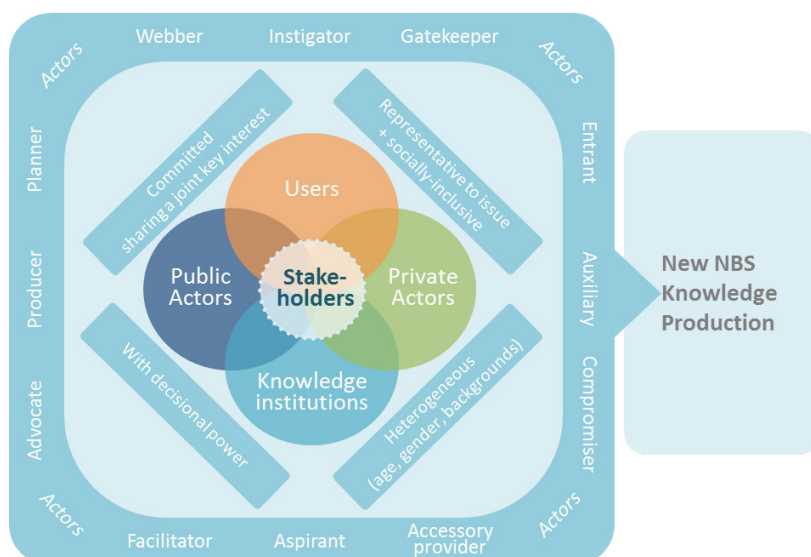 Actors
Webber
Instigator
Gatekeeper
Actors
Planner
Producer
Advocate
Committed
sharing a joint key interest
Representative to issue
+ socially-inclusive
Users
Public
Actors
Stake-
holders
Private
Actors
Knowledge
institutions
With decisional power
Heterogeneous
(age, gender, backgrounds)
Entrant
Auxiliary
Compromiser
Actors
Facilitator
Aspirant
Accessory
provider
Actors
New NBS
Knowledge
Production